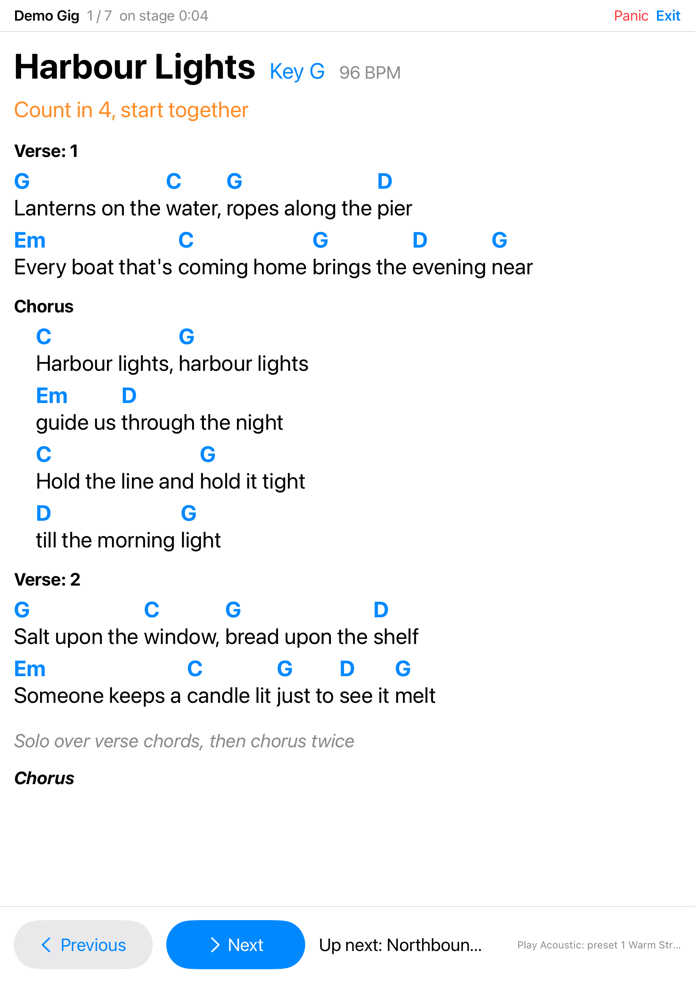 Demo Gig 1 / 7 on stage 0:04 Panic Exit
Harbour Lights Key G 96 BPM
Count in 4, start together
Verse: 1
G C G D
Lanterns on the water, ropes along the pier
Em C G D G
Every boat that's coming home brings the evening near
Chorus
C G
Harbour lights, harbour lights
Em D
guide us through the night
C G
Hold the line and hold it tight
D G
till the morning light
Verse: 2
G C G D
Salt upon the window, bread upon the shelf
Em C G D G
Someone keeps a candle lit just to see it melt
Solo over verse chords, then chorus twice
Chorus
Previous Next Up next: Northboun... Play Acoustic: preset 1 Warm Str...